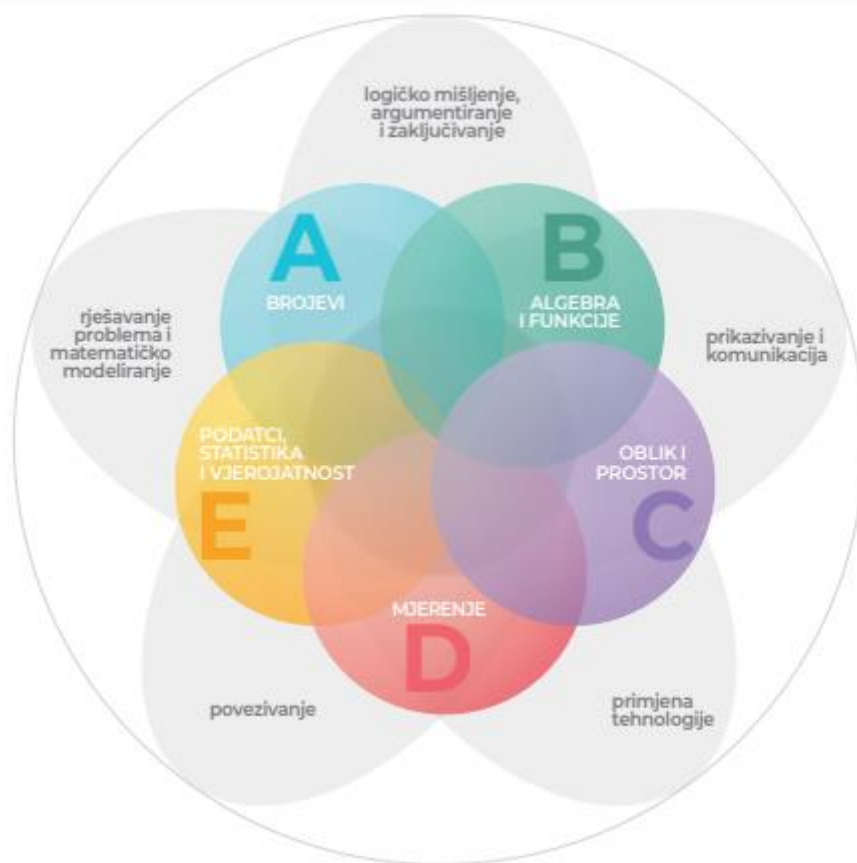 logičko mišljenje,
argumentiranje
i zaključivanje
A
BROJEVI
B
ALGEBRA
I FUNKCIJE
rješavanje
problema i
matematičko
modeliranje
prikazivanje i
komunikacija
PODATCI,
STATISTIKA
I VJEROJATNOST
E
OBLIK I
PROSTOR
C
MJERENJE
D
povezivanje
primjena
tehnologije